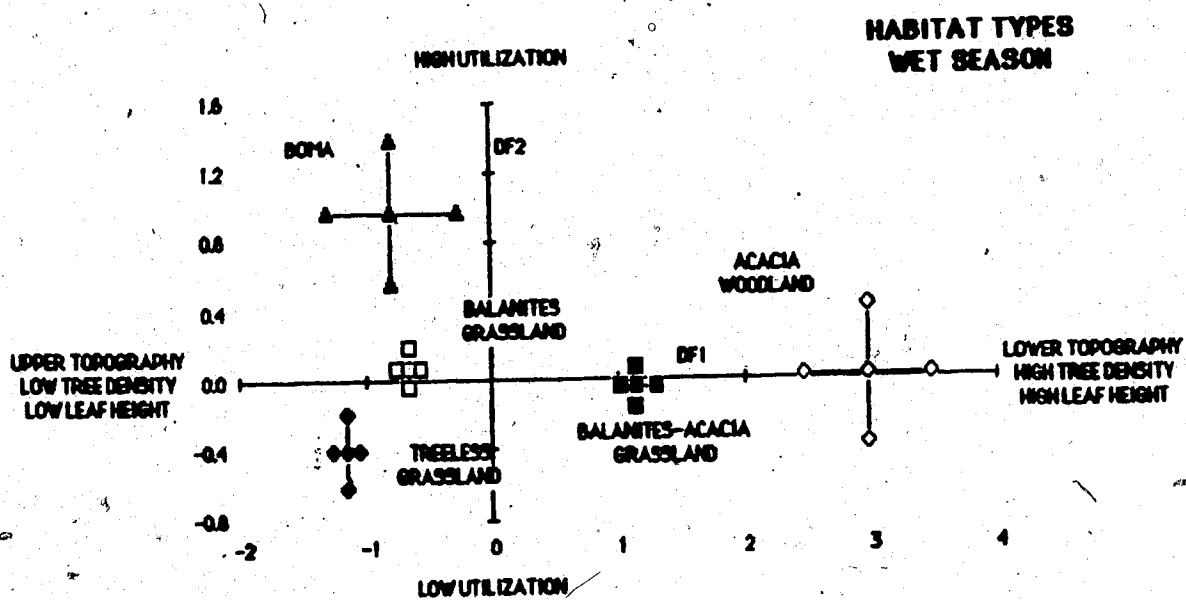 HABITAT TYPES
WET SEASON
HIGH UTILIZATION
1.6
BOMA
DF2
1.2
0.8
ACACIA
WOODLAND
BALANITES
GRASSLAND
0.4
DF1
UPPER TOPOGRAPHY
LOW TREE DENSITY
LOW LEAF HEIGHT
0.0
LOWER TOPOGRAPHY
HIGH TREE DENSITY
HIGH LEAF HEIGHT
BALANITES-ACACIA
GRASSLAND
TREELESS
GRASSLAND
-0.4
-0.8
-2 -1 0 1 2 3 4
LOW UTILIZATION